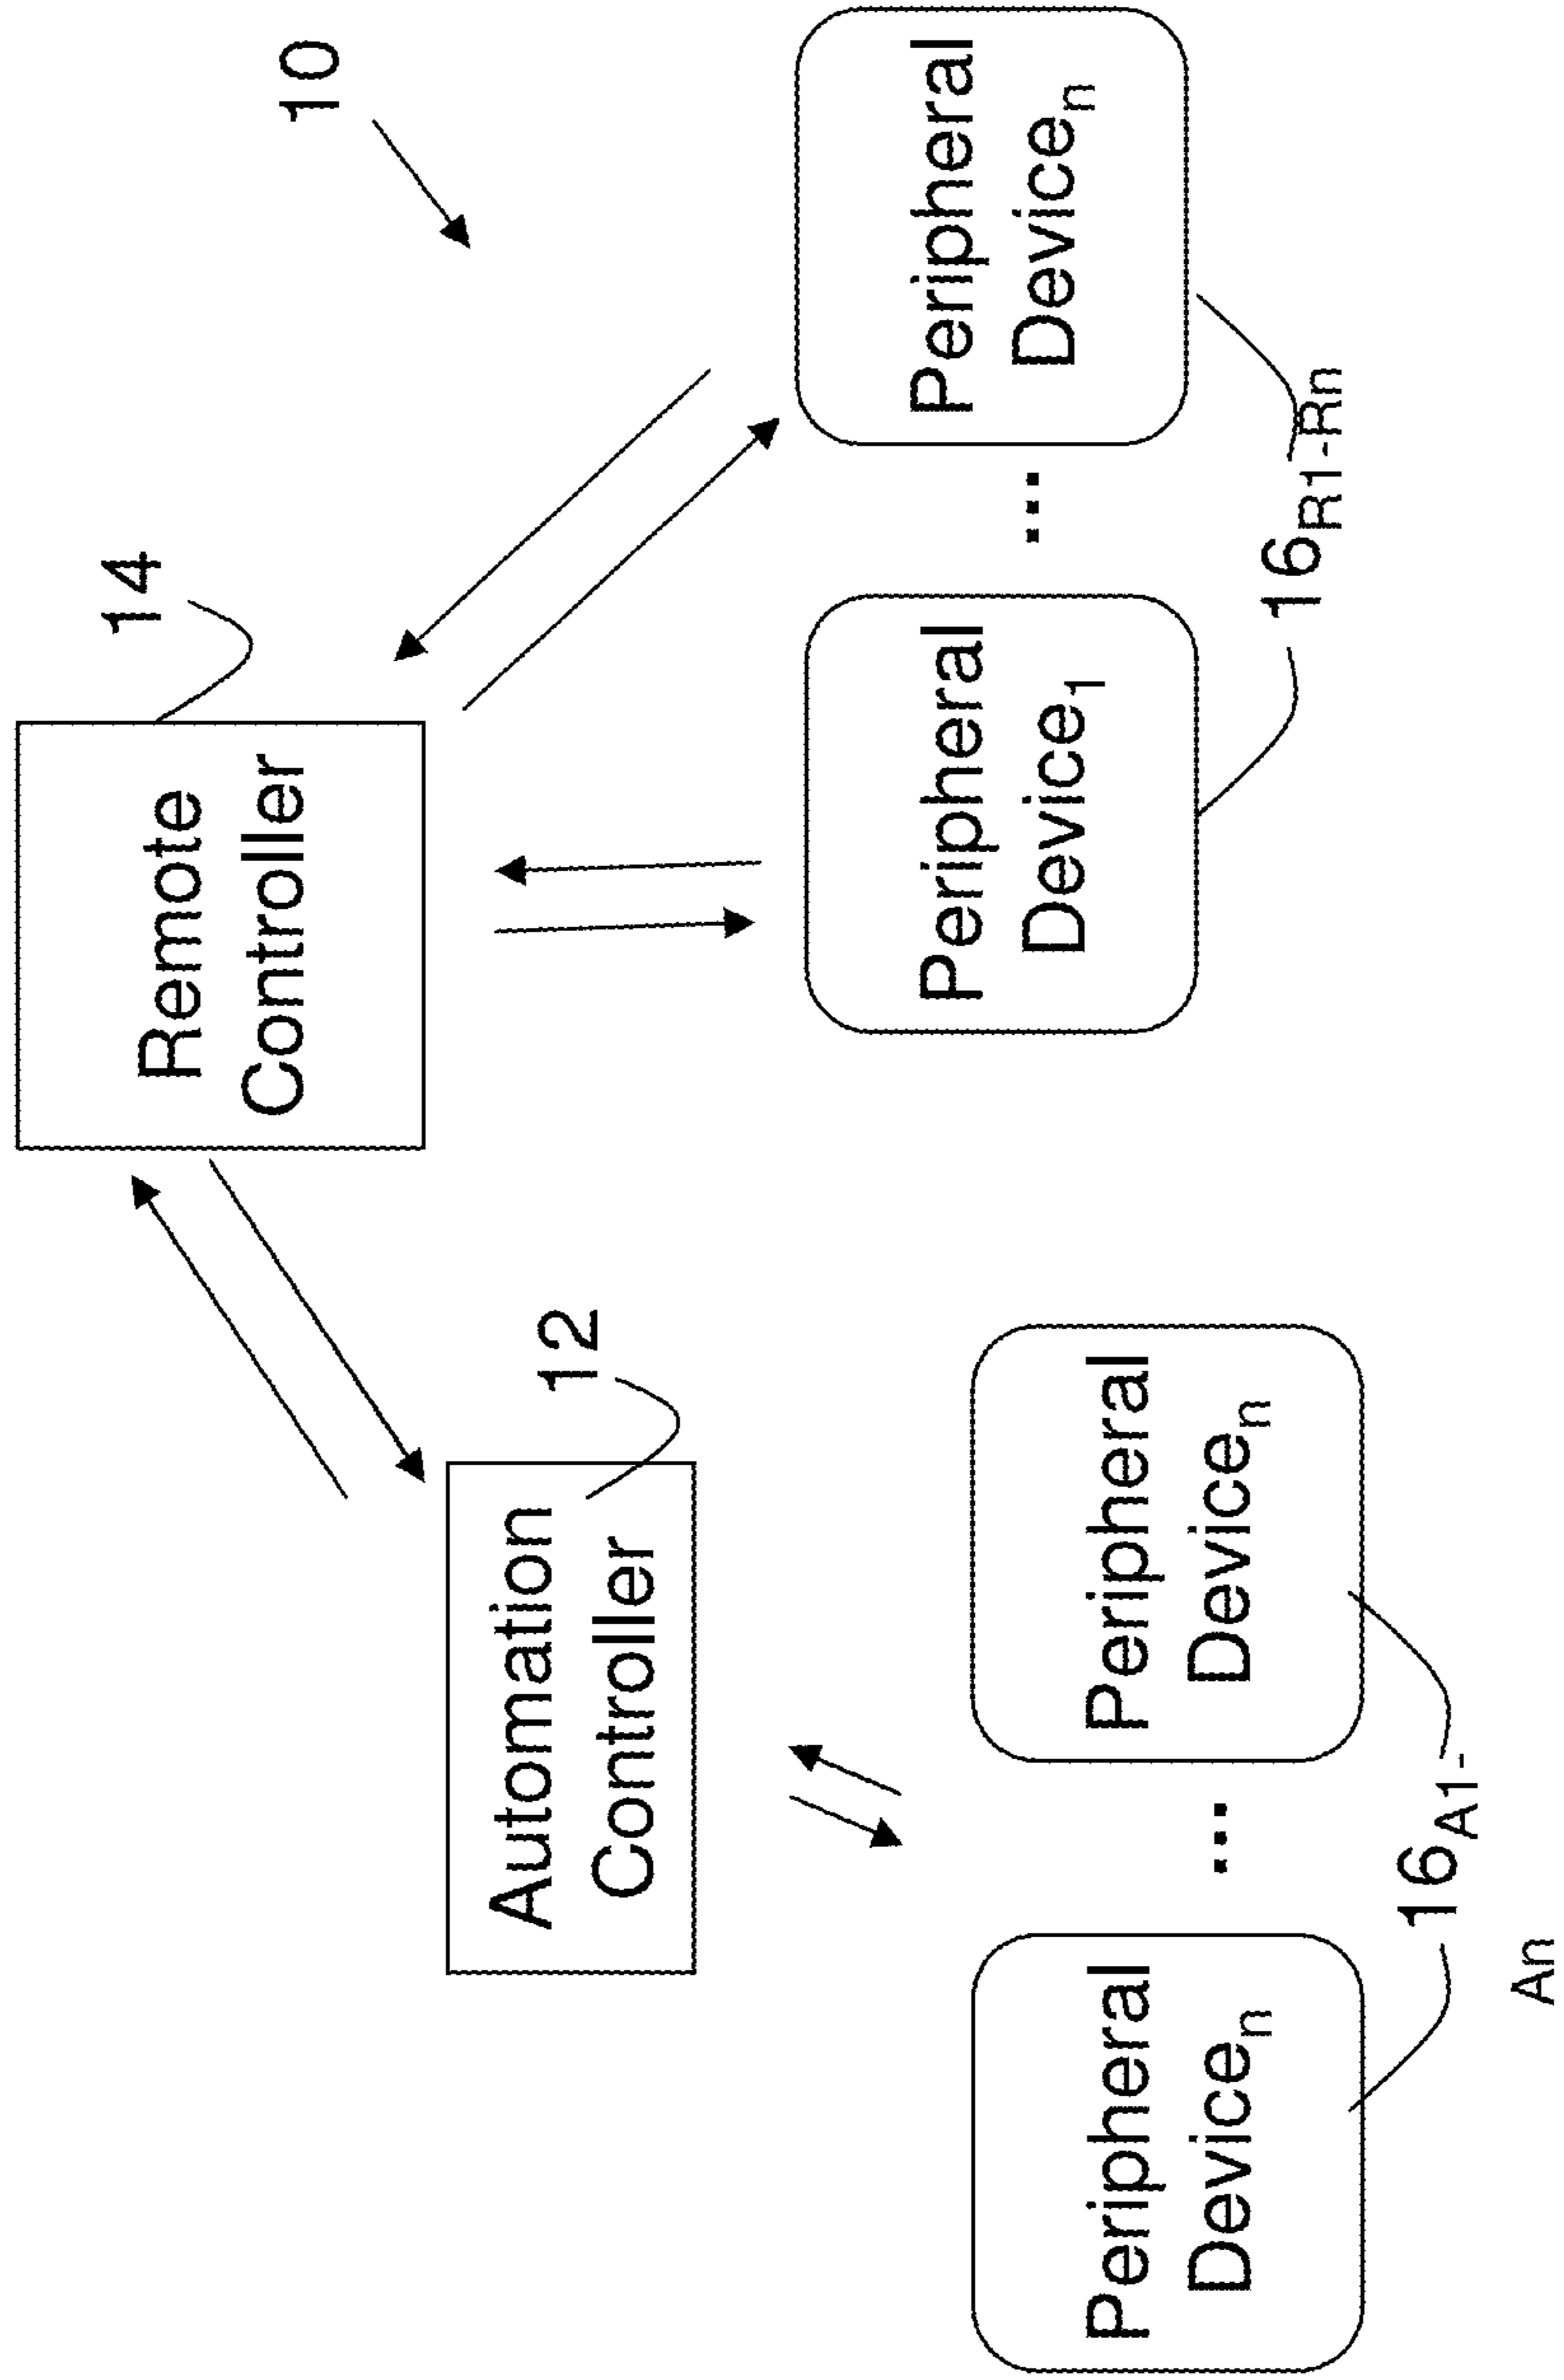 10
14
Remote
Controller
12
Automation
Controller
Peripheral
Device1
...
Peripheral
Devicen
16R1-Rn
Peripheral
Devicen
...
Peripheral
Devicen
16A1-
An